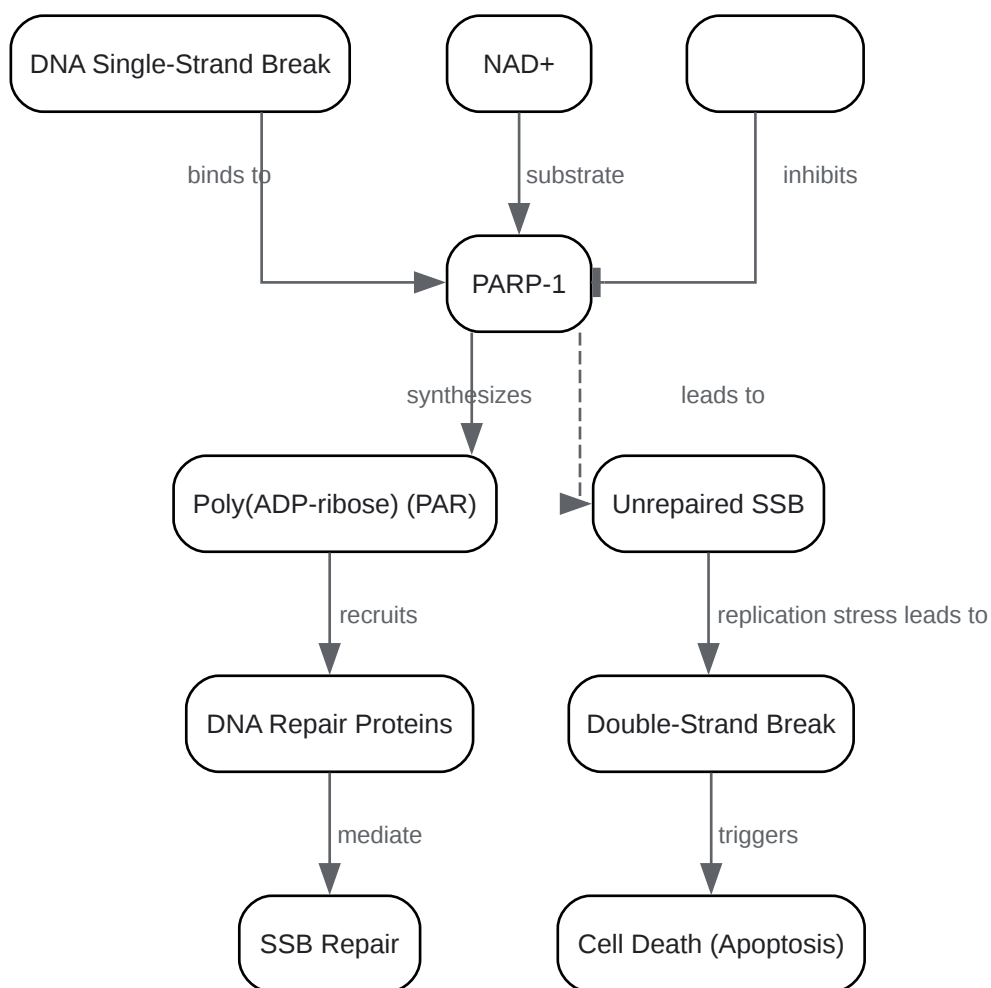 DNA Single-Strand Break
NAD+
binds to
substrate
inhibits
PARP-1
synthesizes
leads to
Poly(ADP-ribose) (PAR)
Unrepaired SSB
recruits
replication stress leads to
DNA Repair Proteins
Double-Strand Break
mediate
triggers
SSB Repair
Cell Death (Apoptosis)